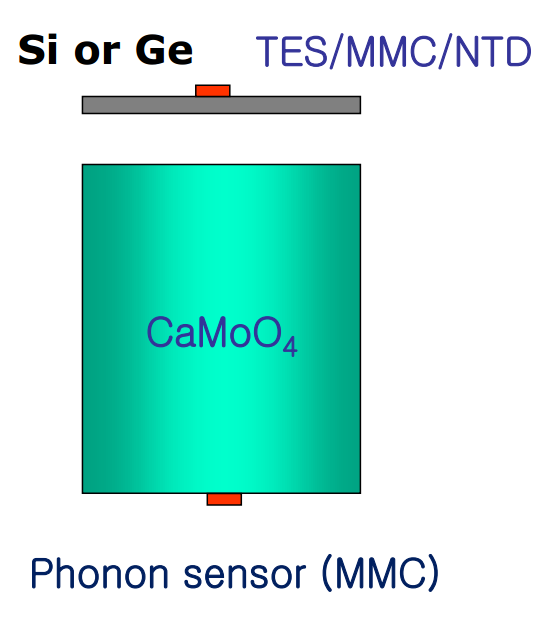 Si or Ge TES/MMC/NTD
CaMoO₄
Phonon sensor (MMC)